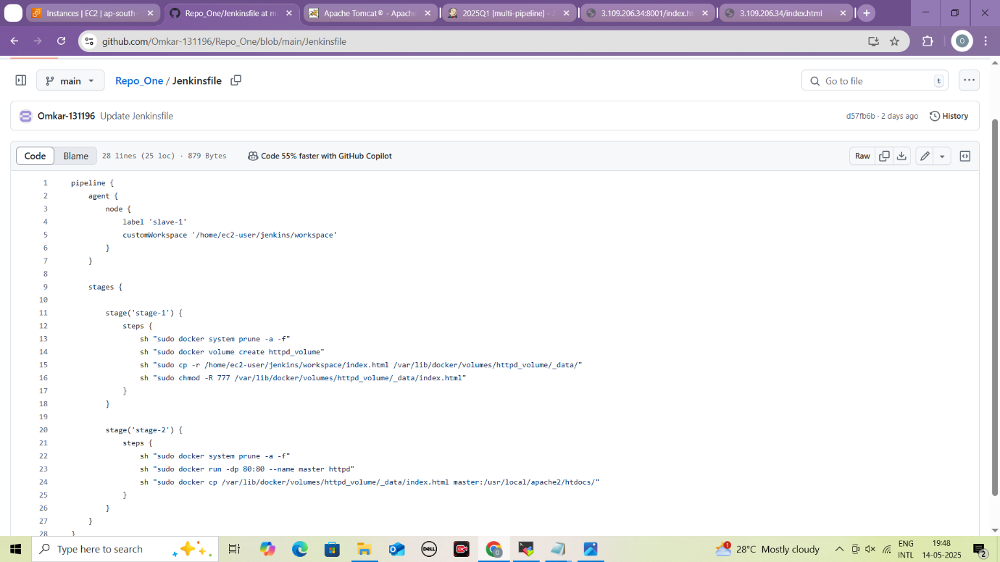 Instances | EC2 | ap-south-
Repo_One/Jenkinsfile at m
Apache Tomcat® - Apache
2025Q1 [multi-pipeline] - J
3.109.206.34:8001/index.ht
3.109.206.34/index.html
github.com/Omkar-131196/Repo_One/blob/main/Jenkinsfile
O
main
Repo_One / Jenkinsfile
Go to file
t
Omkar-131196 Update Jenkinsfile
d57fb6b · 2 days ago
History
Code
Blame
28 lines (25 loc) · 879 Bytes
Code 55% faster with GitHub Copilot
Raw
1 pipeline {
2 agent {
3 node {
4 label 'slave-1'
5 customWorkspace '/home/ec2-user/jenkins/workspace'
6 }
7 }
8
9 stages {
10
11 stage('stage-1') {
12 steps {
13 sh "sudo docker system prune -a -f"
14 sh "sudo docker volume create httpd_volume"
15 sh "sudo cp -r /home/ec2-user/jenkins/workspace/index.html /var/lib/docker/volumes/httpd_volume/_data/"
16 sh "sudo chmod -R 777 /var/lib/docker/volumes/httpd_volume/_data/index.html"
17 }
18 }
19
20 stage('stage-2') {
21 steps {
22 sh "sudo docker system prune -a -f"
23 sh "sudo docker run -dp 80:80 --name master httpd"
24 sh "sudo docker cp /var/lib/docker/volumes/httpd_volume/_data/index.html master:/usr/local/apache2/htdocs/"
25 }
26 }
27 }
28 }
Type here to search
DELL
1
28°C Mostly cloudy
ENG
INTL
19:48
14-05-2025
2